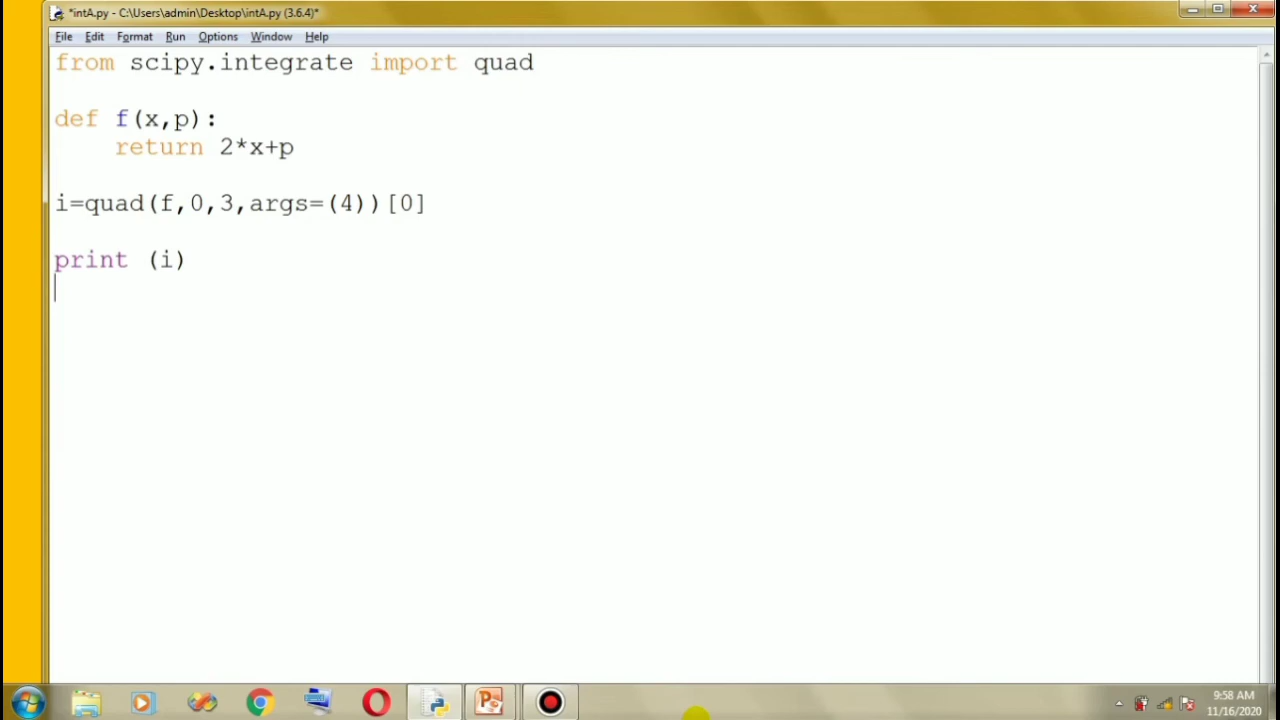 *intA.py - C:\Users\admin\Desktop\intA.py (3.6.4)*
File Edit Format Run Options Window Help
from scipy.integrate import quad
def f(x,p):
    return 2*x+p
i=quad(f,0,3,args=(4))[0]
print (i)
9:58 AM
11/16/2020